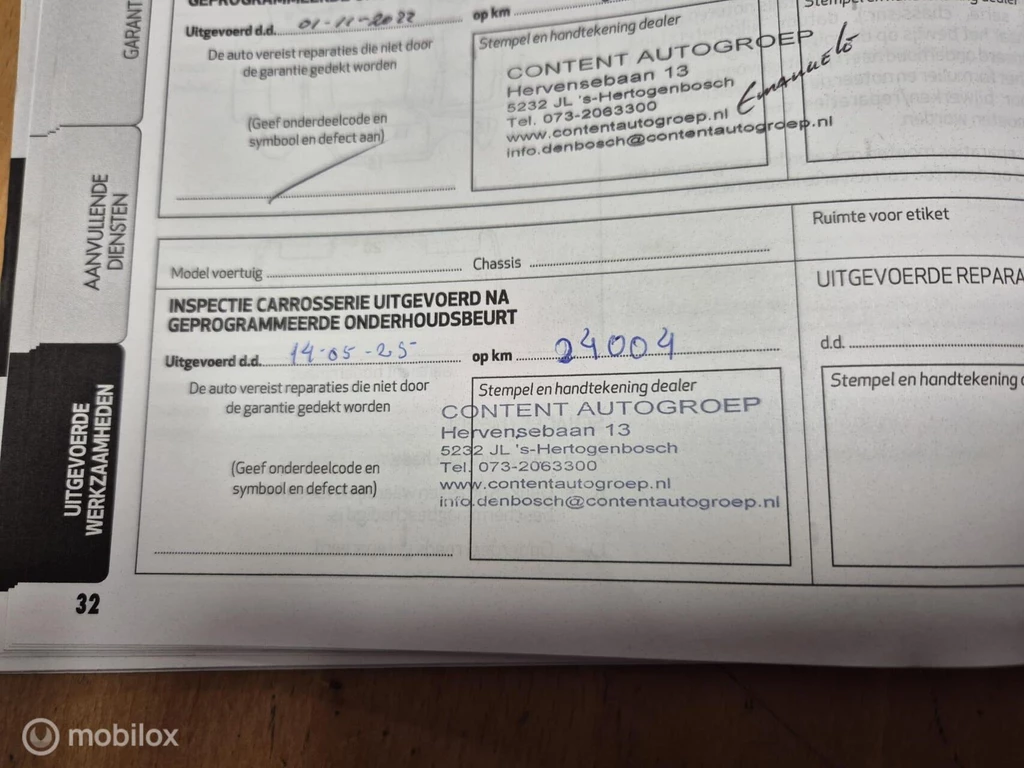 GARANT
Uitgevoerd d.d. 01-11-2022 op km
De auto vereist reparaties die niet door
de garantie gedekt worden
(Geef onderdeelcode en
symbool en defect aan)
Stempel en handtekening dealer
CONTENT AUTOGROEP
Hervensebaan 13
5232 JL 's-Hertogenbosch
Tel. 073-2063300
www.contentautogroep.nl
info.denbosch@contentautogroep.nl
AANVULLENDE
DIENSTEN
Model voertuig Chassis
Ruimte voor etiket
INSPECTIE CARROSSERIE UITGEVOERD NA
GEPROGRAMMEERDE ONDERHOUDSBEURT
UITGEVOERDE REPARA
Uitgevoerd d.d. 14-05-25 op km 24004
d.d.
De auto vereist reparaties die niet door
de garantie gedekt worden
(Geef onderdeelcode en
symbool en defect aan)
Stempel en handtekening dealer
CONTENT AUTOGROEP
Hervensebaan 13
5232 JL 's-Hertogenbosch
Tel. 073-2063300
www.contentautogroep.nl
info.denbosch@contentautogroep.nl
Stempel en handtekening
UITGEVOERDE
WERKZAAMHEDEN
32
mobilox